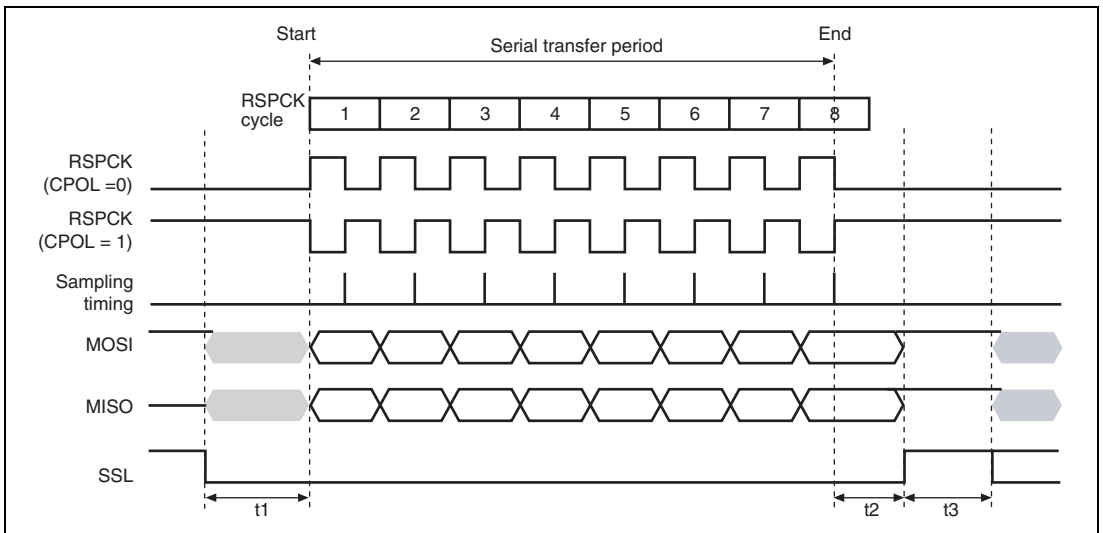 Start
End
Serial transfer period
RSPCK
cycle
1 2 3 4 5 6 7 8
RSPCK
(CPOL =0)
RSPCK
(CPOL = 1)
Sampling
timing
MOSI
MISO
SSL
t1
t2
t3